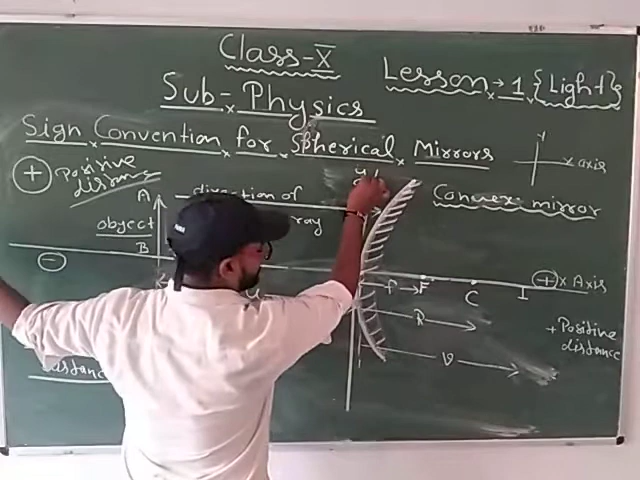 Class-X
Sub- Physics
Lesson → 1 {Light}
Sign Convention for Spherical Mirrors
+ Positive
distance
y
x axis
A direction of
ray
Convex mirror
object
B
-
u
f → F
C
I
+ x Axis
R
+ Positive
distance
v